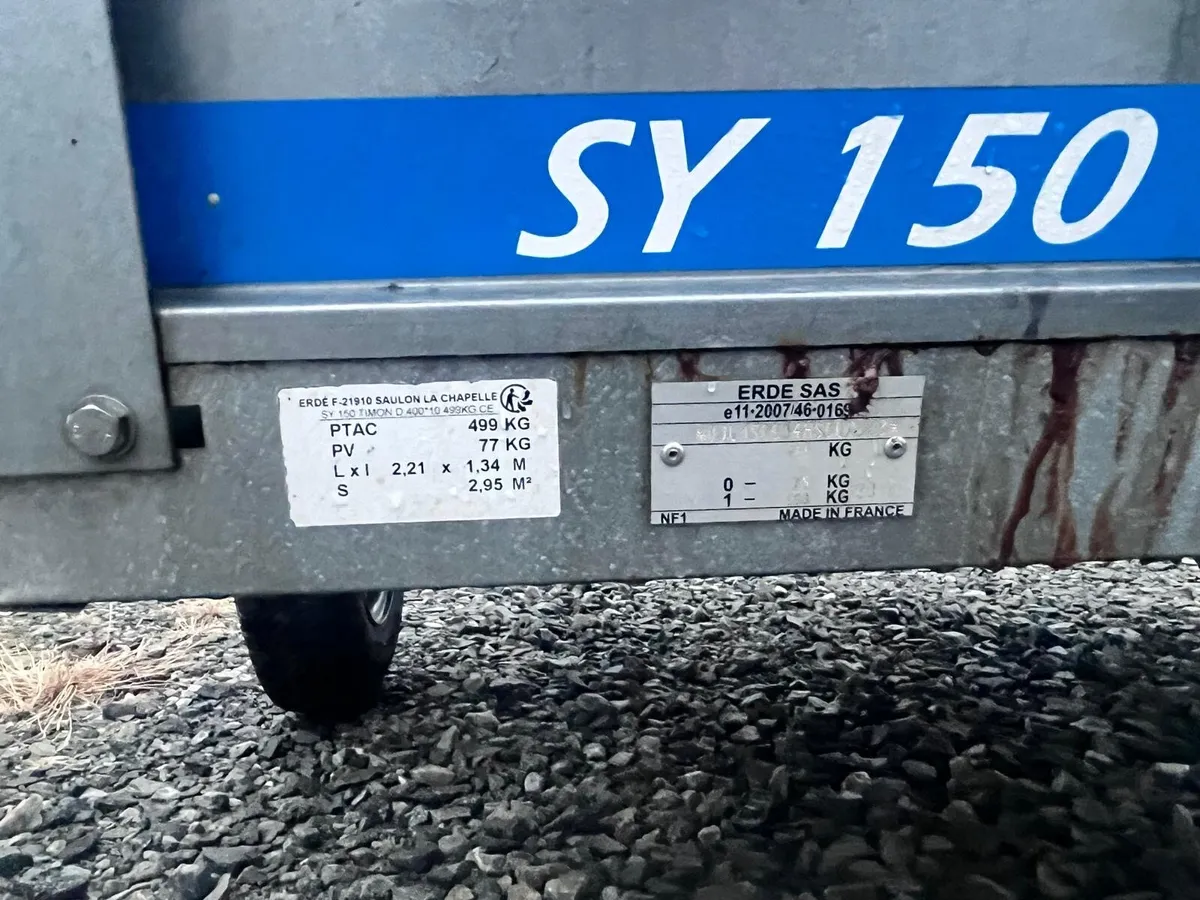 SY 150
ERDÉ F-21910 SAULON LA CHAPELLE
SY 150 TIMON D 400*10 499KG CE
PTAC 499 KG
PV 77 KG
L x l 2,21 x 1,34 M
S 2,95 M²
ERDE SAS
e11*2007/46*0169
KG
0 – KG
1 – KG
NF1 MADE IN FRANCE